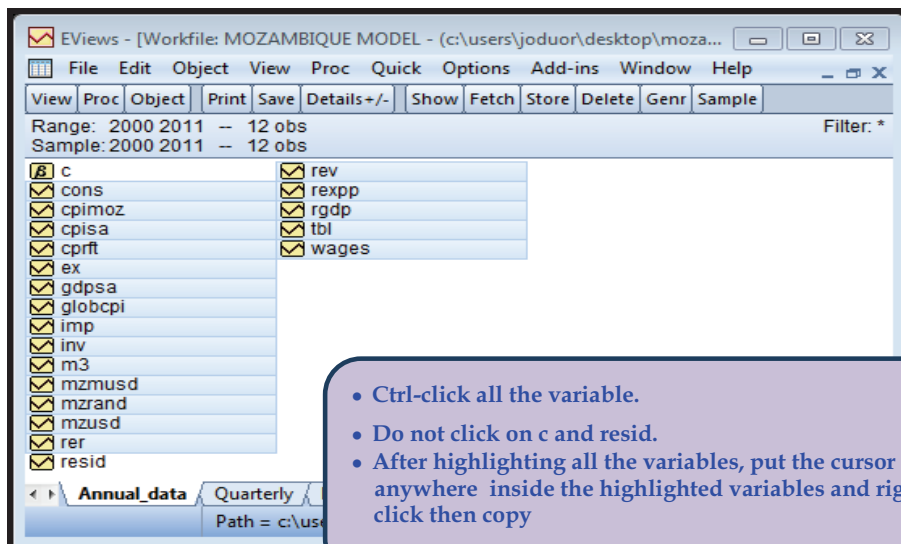 EViews - [Workfile: MOZAMBIQUE MODEL - (c:\users\joduor\desktop\moza...
File Edit Object View Proc Quick Options Add-ins Window Help
View Proc Object Print Save Details+/- Show Fetch Store Delete Genr Sample
Range: 2000 2011 -- 12 obs Filter: *
Sample: 2000 2011 -- 12 obs
c
cons
cpimoz
cpisa
cprft
ex
gdpsa
globcpi
imp
inv
m3
mzmusd
mzrand
mzusd
rer
resid
rev
rexpp
rgdp
tbl
wages
• Ctrl-click all the variable.
• Do not click on c and resid.
• After highlighting all the variables, put the cursor
anywhere inside the highlighted variables and rig
click then copy
Annual_data Quarterly
Path = c:\use